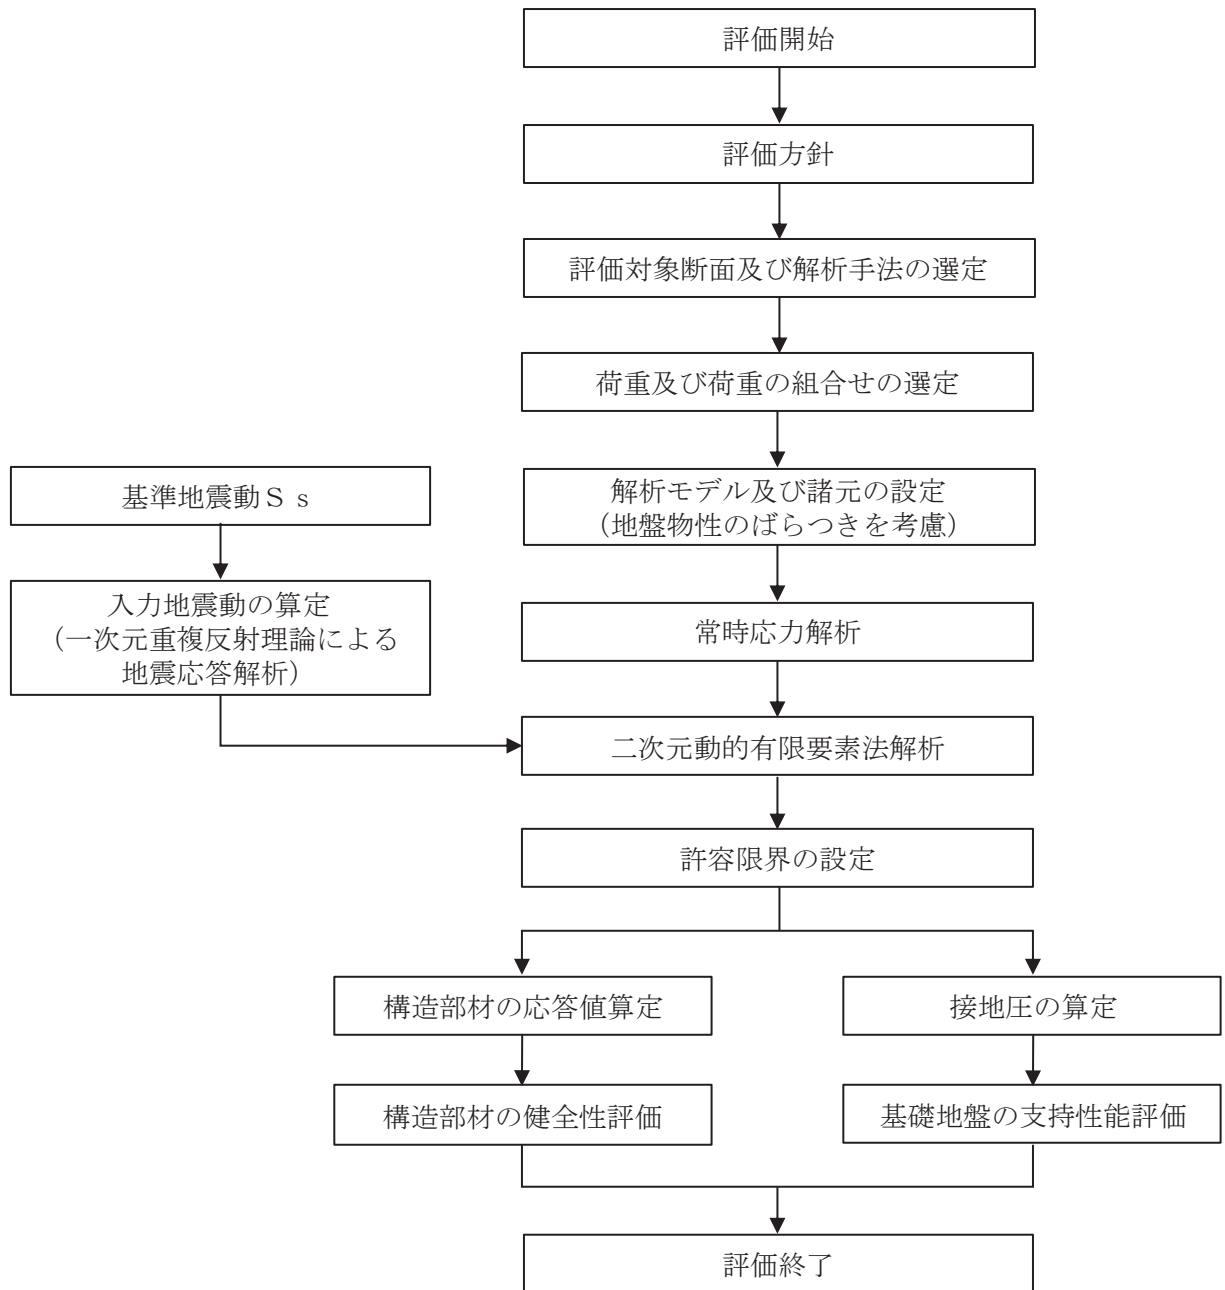 評価開始
評価方針
評価対象断面及び解析手法の選定
荷重及び荷重の組合せの選定
基準地震動Ｓｓ
解析モデル及び諸元の設定
（地盤物性のばらつきを考慮）
入力地震動の算定
（一次元重複反射理論による
地震応答解析）
常時応力解析
二次元動的有限要素法解析
許容限界の設定
構造部材の応答値算定
接地圧の算定
構造部材の健全性評価
基礎地盤の支持性能評価
評価終了